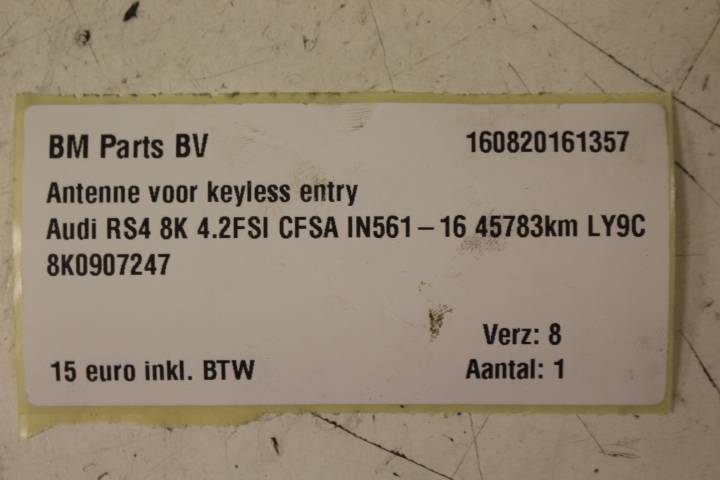 BM Parts BV 160820161357
Antenne voor keyless entry
Audi RS4 8K 4.2FSI CFSA IN561-16 45783km LY9C
8K0907247
Verz: 8
15 euro inkl. BTW Aantal: 1